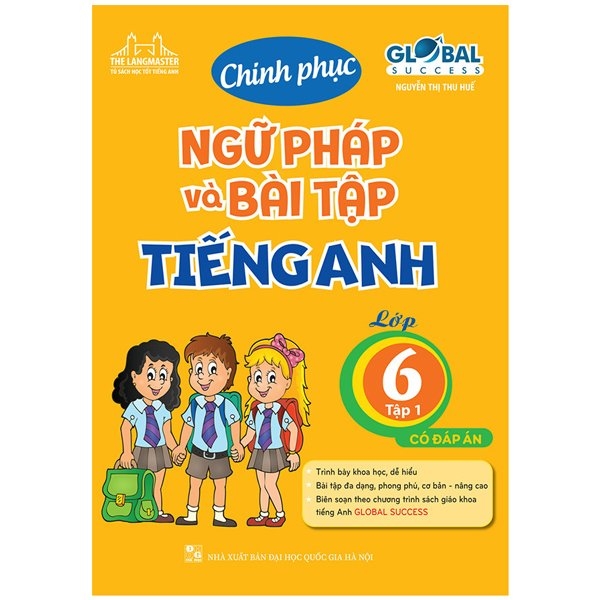 THE LANGMASTER
TỦ SÁCH HỌC TỐT TIẾNG ANH
Chinh phục
GLOBAL
SUCCESS
NGUYỄN THỊ THU HUẾ
NGỮ PHÁP
và BÀI TẬP
TIẾNG ANH
Lớp
6
Tập 1
CÓ ĐÁP ÁN
Trình bày khoa học, dễ hiểu
Bài tập đa dạng, phong phú, cơ bản - nâng cao
Biên soạn theo chương trình sách giáo khoa
tiếng Anh GLOBAL SUCCESS
NHÀ XUẤT BẢN ĐẠI HỌC QUỐC GIA HÀ NỘI